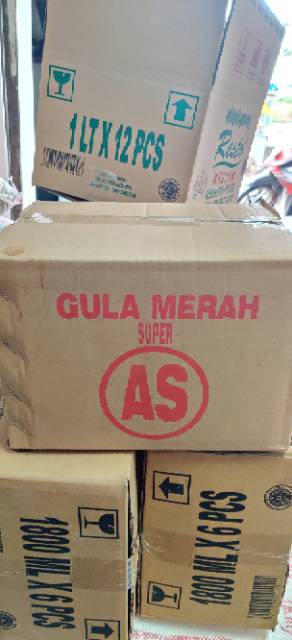 1 LT X 12 PCS
GULA MERAH
SUPER
AS
1800 ML X 6 PCS
1800 ML X 6 PCS